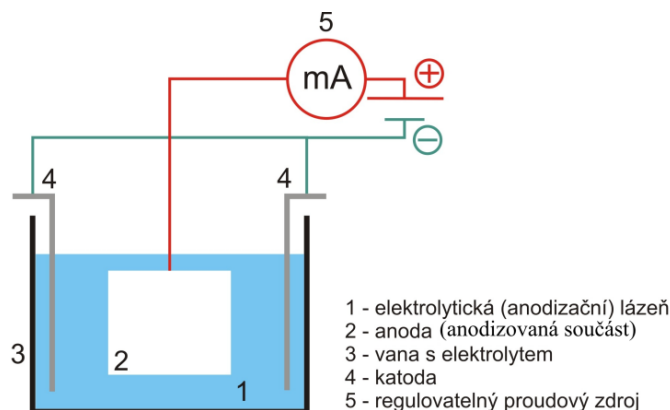 5
mA
+
−
4
4
3
2
1
1 - elektrolytická (anodizační) lázeň
2 - anoda (anodizovaná součást)
3 - vana s elektrolytem
4 - katoda
5 - regulovatelný proudový zdroj